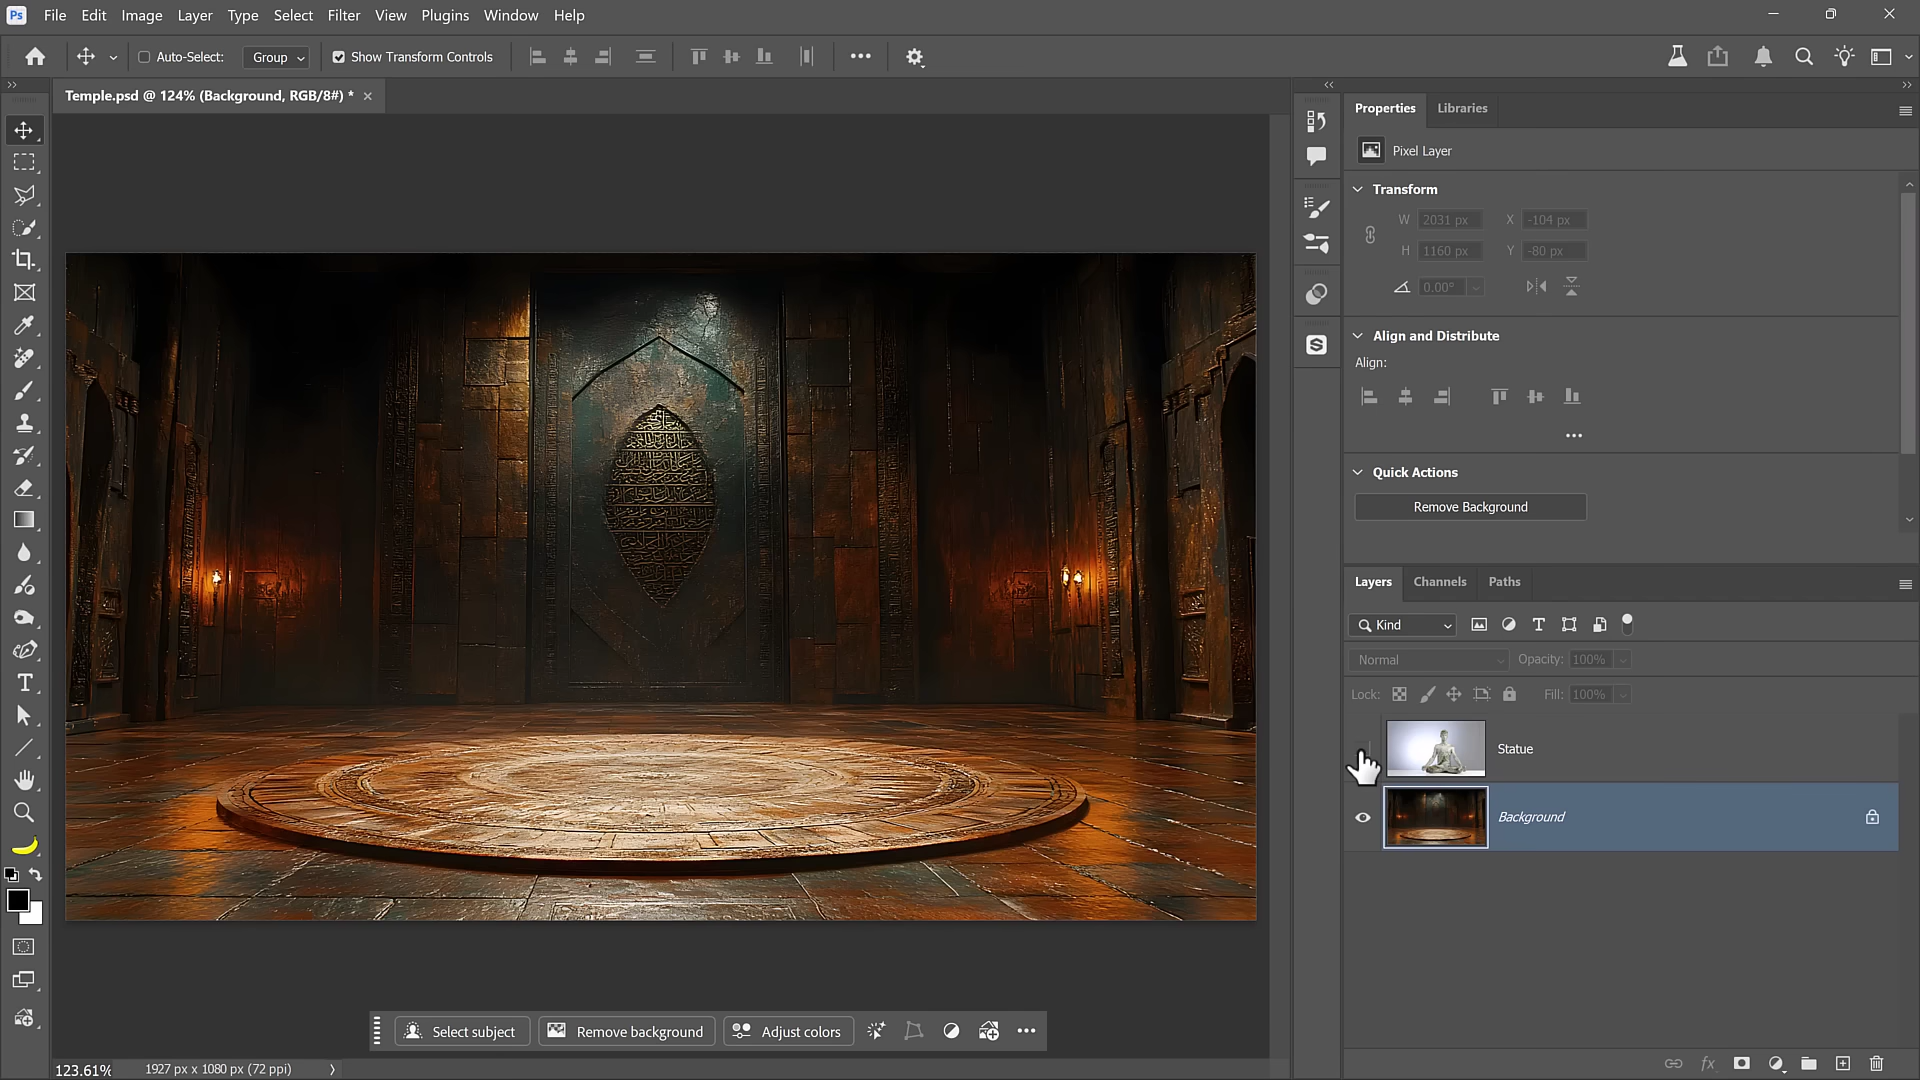 Ps File Edit Image Layer Type Select Filter View Plugins Window Help
Auto-Select: Group Show Transform Controls
Temple.psd @ 124% (Background, RGB/8#) *
Properties Libraries
Pixel Layer
Transform
W 2031 px X -104 px
H 1160 px Y -80 px
0.00°
Align and Distribute
Align:
Quick Actions
Remove Background
Layers Channels Paths
Kind
Normal Opacity: 100%
Lock: Fill: 100%
Statue
Background
Select subject Remove background Adjust colors
123.61% 1927 px x 1080 px (72 ppi)
fx